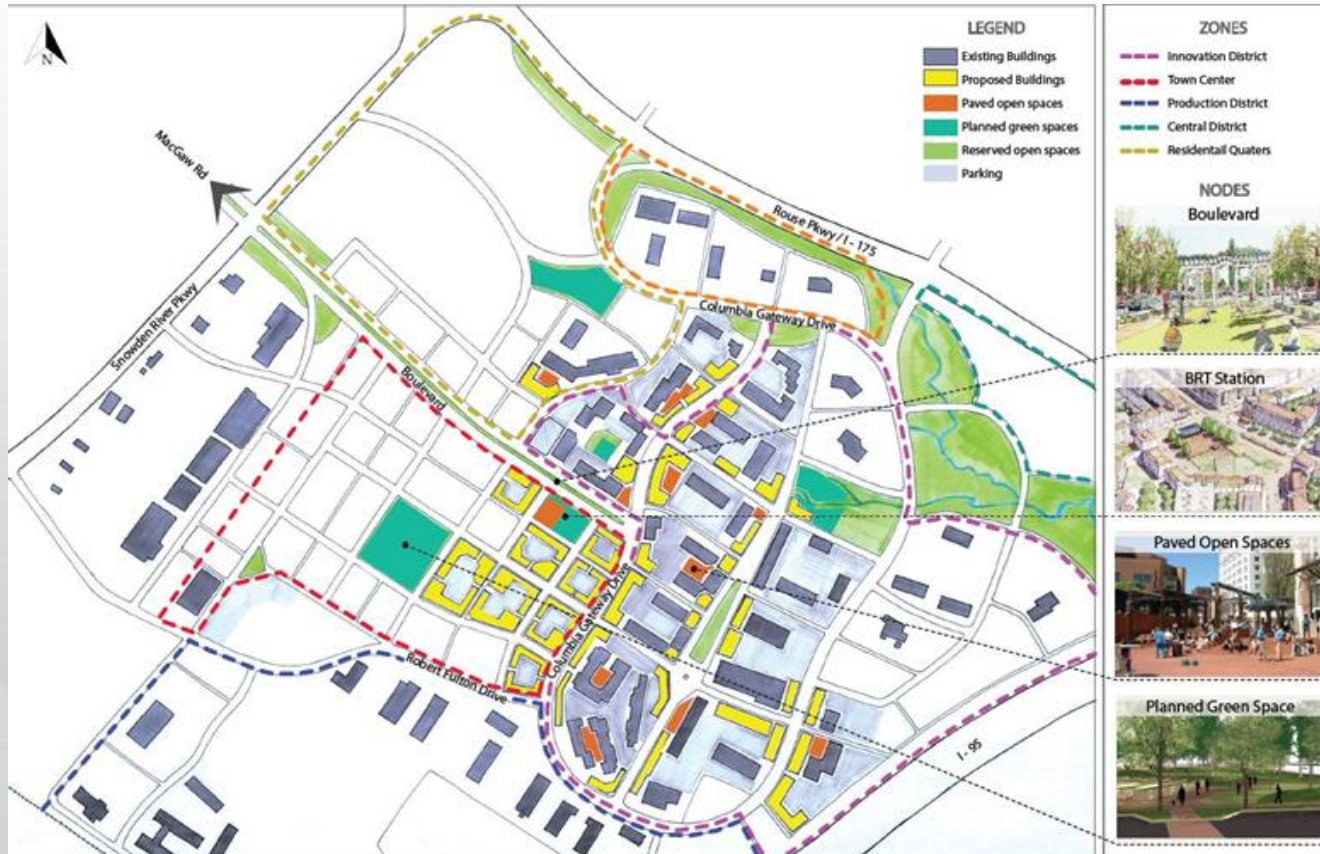 N
MacGaw Rd
Snowden River Pkwy
Boulevard
Rouse Pkwy / I - 175
Columbia Gateway Drive
Columbia Gateway Drive
Robert Fulton Drive
I - 95
LEGEND
Existing Buildings
Proposed Buildings
Paved open spaces
Planned green spaces
Reserved open spaces
Parking
ZONES
Innovation District
Town Center
Production District
Central District
Residentail Quaters
NODES
Boulevard
BRT Station
Paved Open Spaces
Planned Green Space